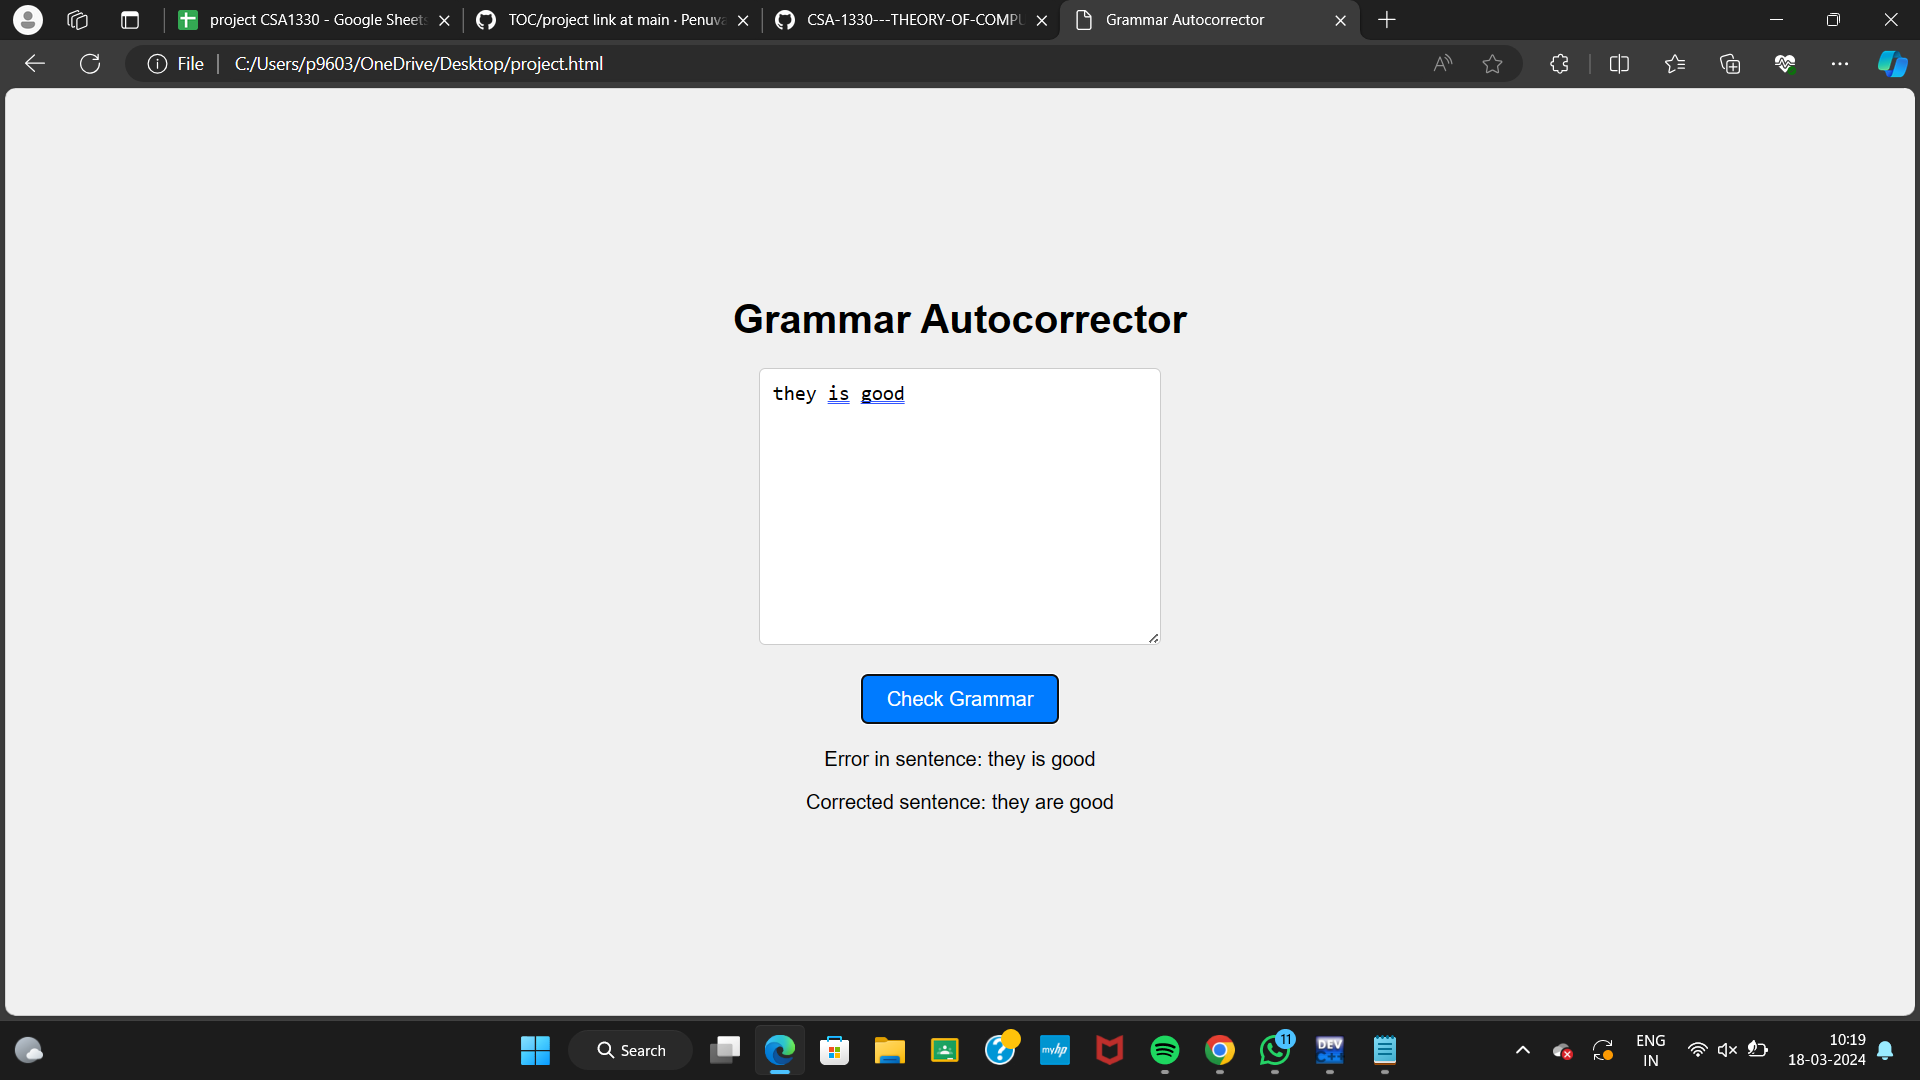 project CSA1330 - Google Sheets
TOC/project link at main · Penuva
CSA-1330---THEORY-OF-COMPU
Grammar Autocorrector
File
C:/Users/p9603/OneDrive/Desktop/project.html
Grammar Autocorrector
they is good
Check Grammar
Error in sentence: they is good
Corrected sentence: they are good
Search
myhp
11
DEV
C++
ENG
IN
10:19
18-03-2024